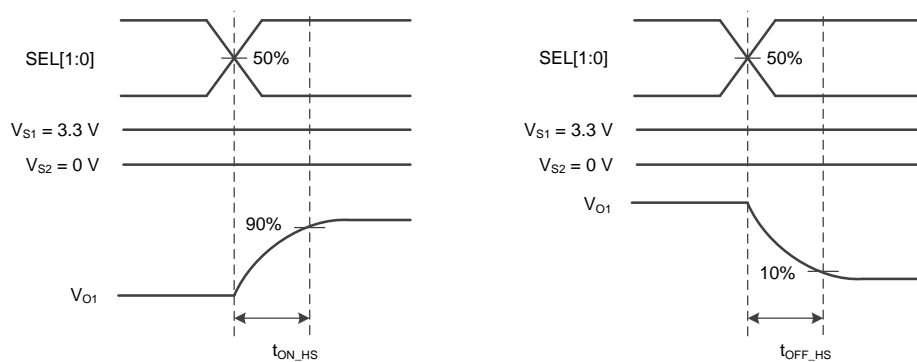 SEL[1:0]
50%
V_S1 = 3.3 V
V_S2 = 0 V
90%
V_O1
t_ON_HS
SEL[1:0]
50%
V_S1 = 3.3 V
V_S2 = 0 V
V_O1
10%
t_OFF_HS